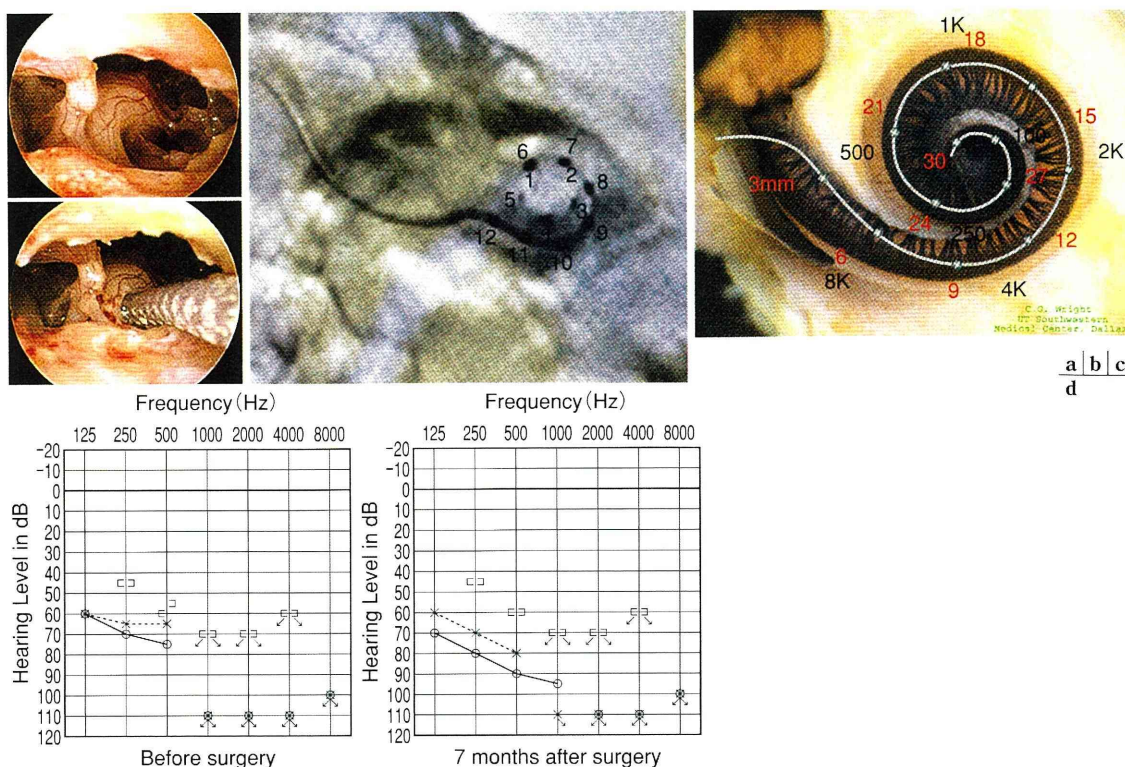 6
7
1
2
8
5
3
9
12
11
10
1K
18
21
15
500
30
2K
27
3mm
24
250
12
6
8K
9
4K
C.G. Wright
UT Southwestern
Medical Center, Dallas
a b c
d
Frequency (Hz)
125 250 500 1000 2000 4000 8000
Hearing Level in dB
-20
-10
0
10
20
30
40
50
60
70
80
90
100
110
120
Before surgery
Frequency (Hz)
125 250 500 1000 2000 4000 8000
Hearing Level in dB
-20
-10
0
10
20
30
40
50
60
70
80
90
100
110
120
7 months after surgery